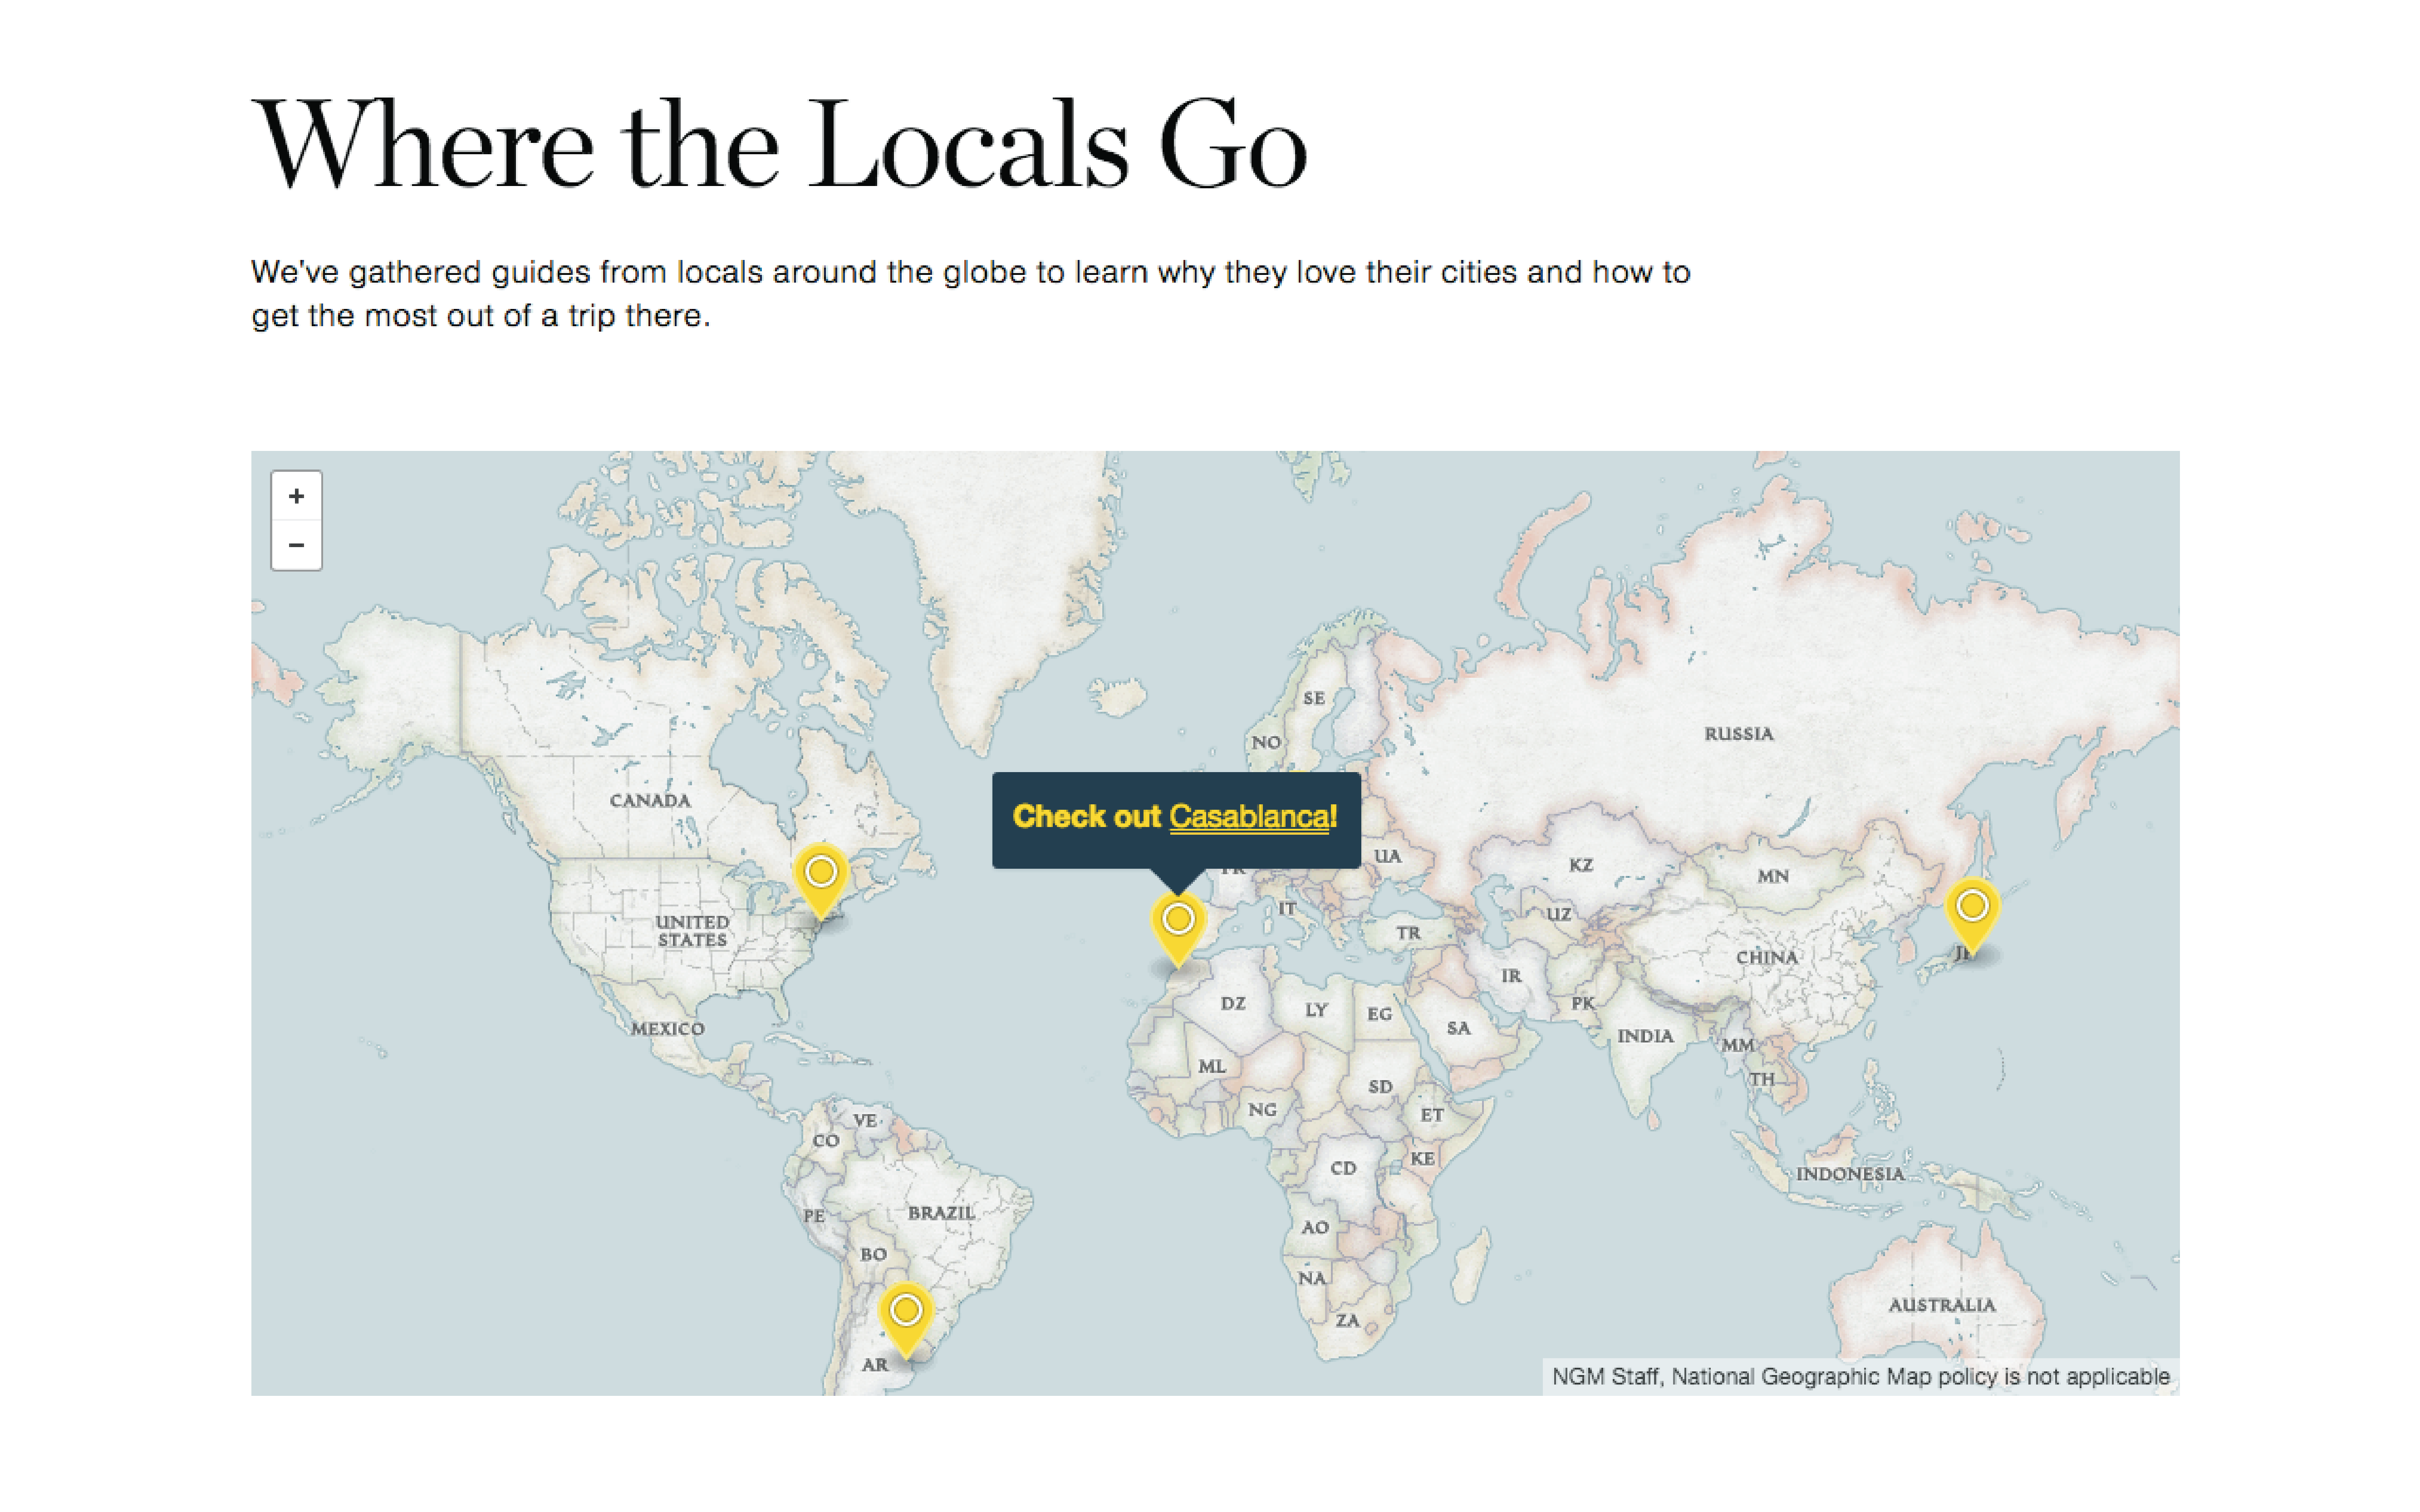 Where the Locals Go
We've gathered guides from locals around the globe to learn why they love their cities and how to
get the most out of a trip there.
+
−
SE
RUSSIA
NO
CANADA
Check out Casablanca!
UA
KZ
MN
UNITED
STATES
IT
UZ
TR
CHINA
IR
DZ
LY
EG
PK
MEXICO
SA
INDIA
MM
ML
SD
TH
NG
ET
VE
CO
CD
KE
INDONESIA
PE
BRAZIL
AO
BO
NA
AUSTRALIA
ZA
AR
NGM Staff, National Geographic Map policy is not applicable